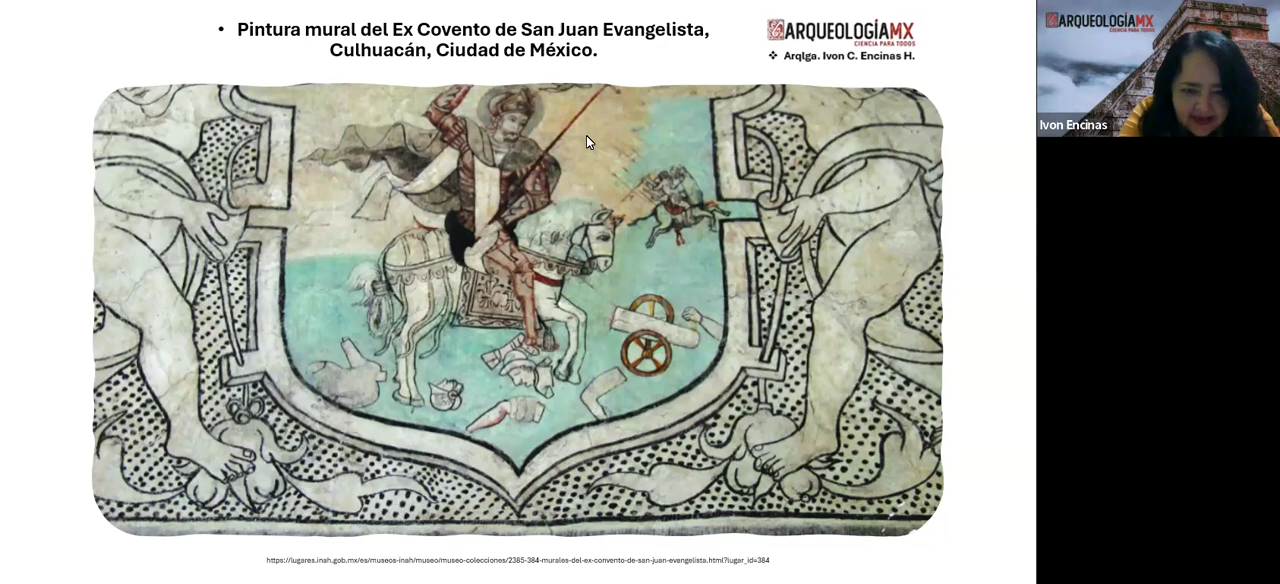 • Pintura mural del Ex Covento de San Juan Evangelista,
Culhuacán, Ciudad de México.
ARQUEOLOGÍAMX
CIENCIA PARA TODOS
❖ Arqlga. Ivon C. Encinas H.
ARQUEOLOGÍAMX
CIENCIA PARA TODOS
Ivon Encinas
https://lugares.inah.gob.mx/es/museos-inah/museo/museo-colecciones/2385-384-murales-del-ex-convento-de-san-juan-evangelista.html?lugar_id=384